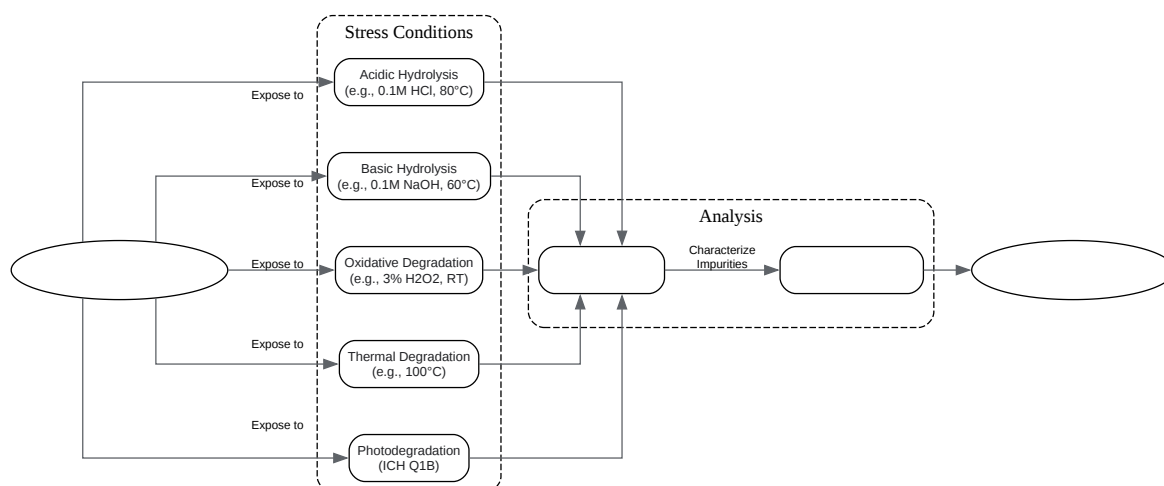 Stress Conditions
Acidic Hydrolysis
(e.g., 0.1M HCl, 80°C)
Expose to
Basic Hydrolysis
(e.g., 0.1M NaOH, 60°C)
Expose to
Analysis
Expose to
Oxidative Degradation
(e.g., 3% H2O2, RT)
Characterize
Impurities
Expose to
Thermal Degradation
(e.g., 100°C)
Expose to
Photodegradation
(ICH Q1B)